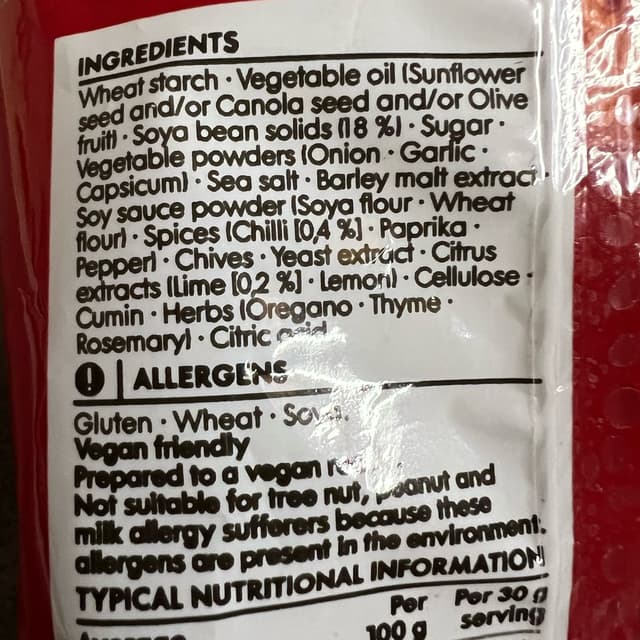 INGREDIENTS
Wheat starch · Vegetable oil (Sunflower
seed and/or Canola seed and/or Olive
fruit) · Soya bean solids (18 %) · Sugar ·
Vegetable powders (Onion · Garlic ·
Capsicum) · Sea salt · Barley malt extract ·
Soy sauce powder (Soya flour · Wheat
flour) · Spices (Chilli [0,4 %] · Paprika ·
Pepper) · Chives · Yeast extract · Citrus
extracts (Lime [0,2 %] · Lemon) · Cellulose ·
Cumin · Herbs (Oregano · Thyme ·
Rosemary) · Citric acid
ALLERGENS
Gluten · Wheat · Soya.
Vegan friendly
Prepared to a vegan
Not suitable for tree nut, peanut and
milk allergy sufferers because these
allergens are present in the environment.
TYPICAL NUTRITIONAL INFORMATION
Per Per 30 g
100 g serving